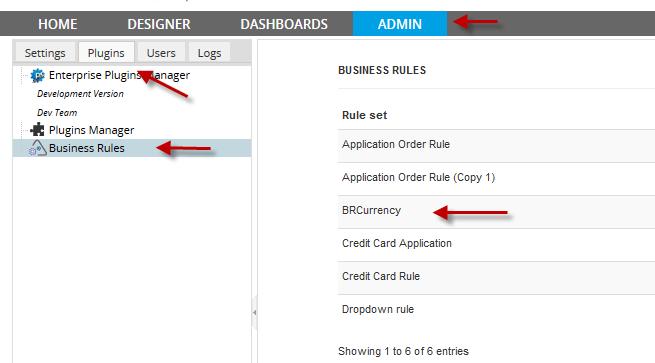 HOME DESIGNER DASHBOARDS ADMIN
Settings Plugins Users Logs
Enterprise Plugins Manager
Development Version
Dev Team
Plugins Manager
Business Rules
BUSINESS RULES
Rule set
Application Order Rule
Application Order Rule (Copy 1)
BRCurrency
Credit Card Application
Credit Card Rule
Dropdown rule
Showing 1 to 6 of 6 entries